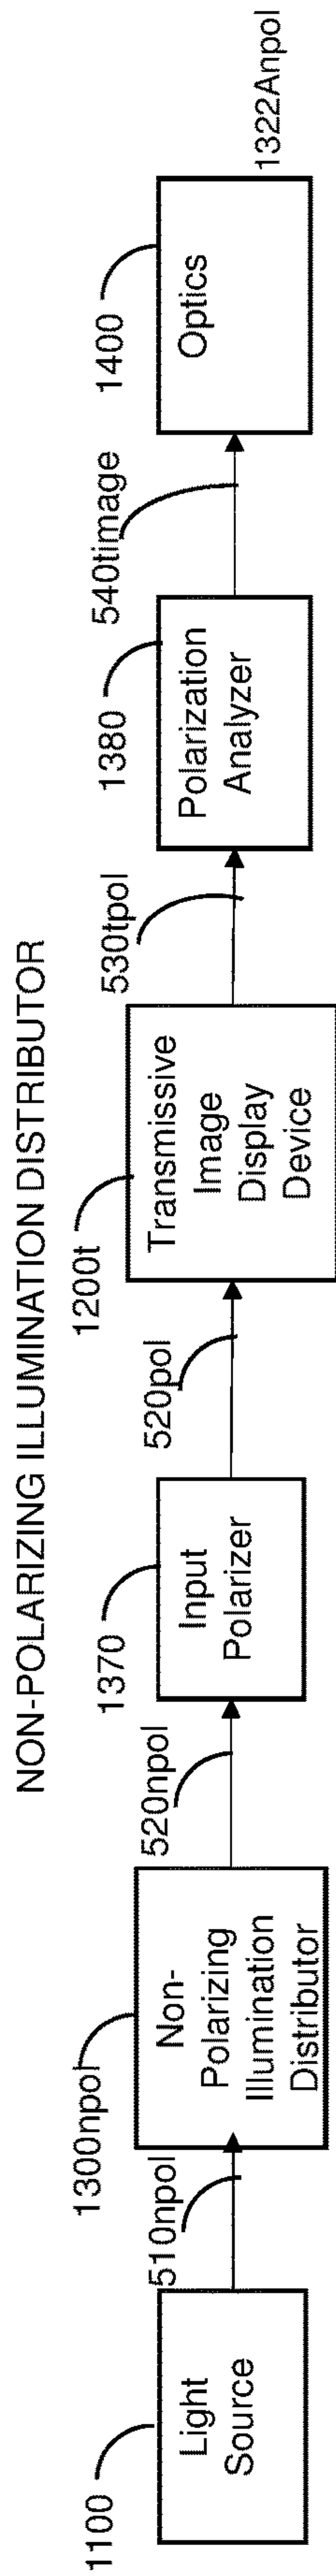 NON-POLARIZING ILLUMINATION DISTRIBUTOR
1100
Light
Source
510npol
1300npol
Non-
Polarizing
Illumination
Distributor
520npol
1370
Input
Polarizer
520pol
1200t
Transmissive
Image
Display
Device
530tpol
1380
Polarization
Analyzer
540timage
1400
Optics
1322Anpol